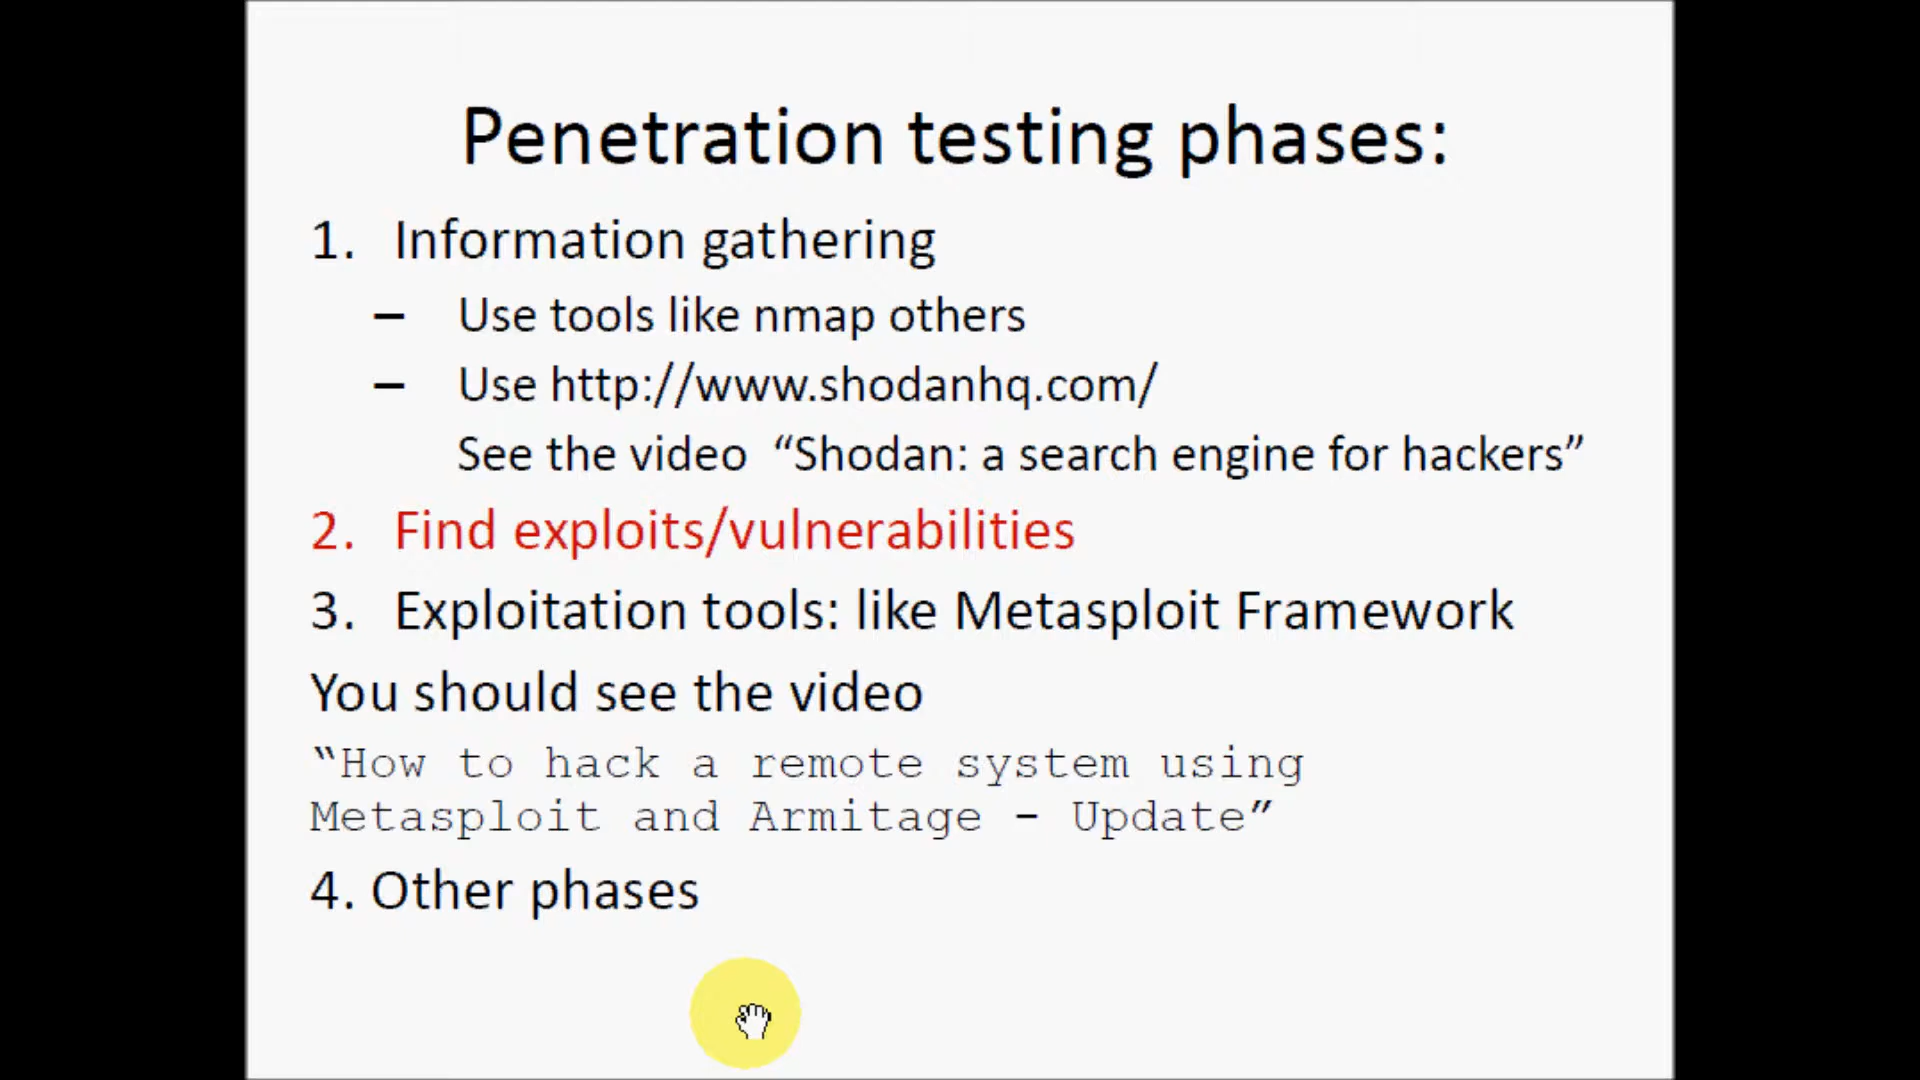 Penetration testing phases:
1. Information gathering
– Use tools like nmap others
– Use http://www.shodanhq.com/
See the video “Shodan: a search engine for hackers”
2. Find exploits/vulnerabilities
3. Exploitation tools: like Metasploit Framework
You should see the video
“How to hack a remote system using
Metasploit and Armitage – Update”
4. Other phases